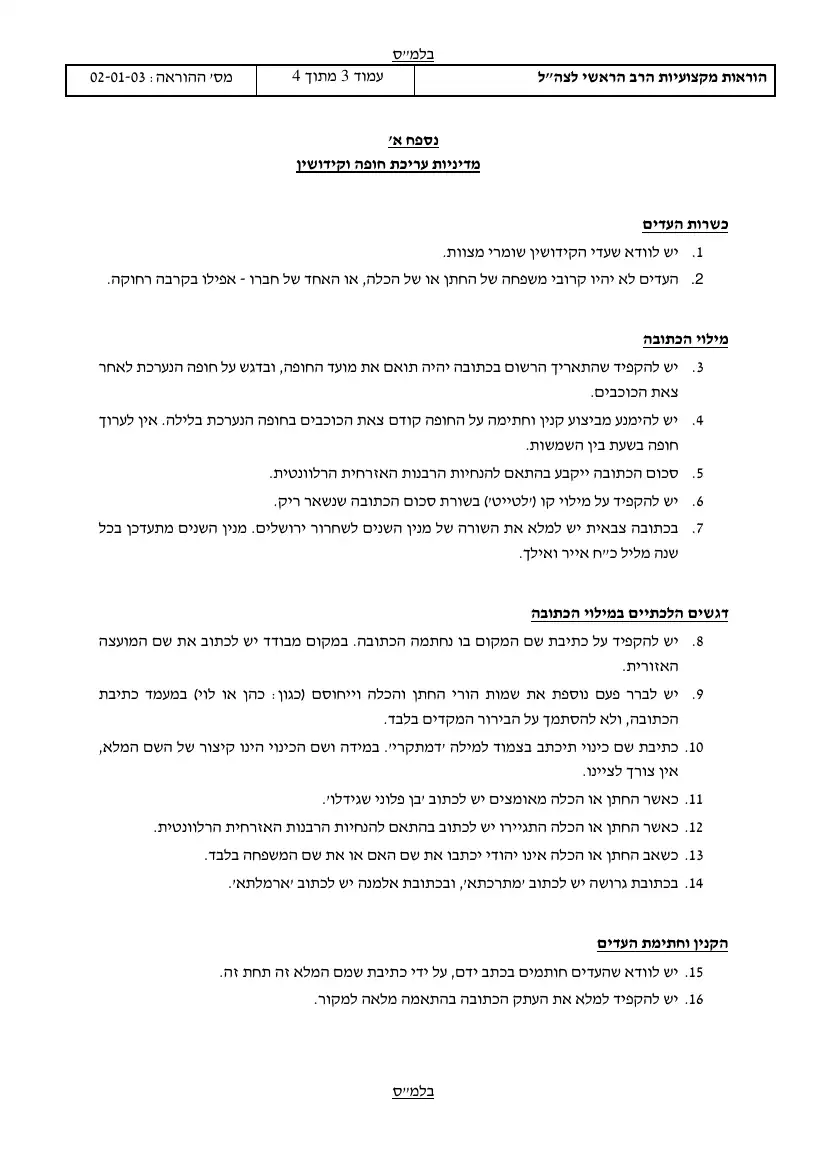 בלמ״ס
הוראות מקצועיות הרב הראשי לצה״ל עמוד 3 מתוך 4 מס׳ ההוראה: 02-01-03
נספח א׳
מדיניות עריכת חופה וקידושין
כשרות העדים
1. יש לוודא שעדי הקידושין שומרי מצוות.
2. העדים לא יהיו קרובי משפחה של החתן או של הכלה, או האחד של חברו - אפילו בקרבה רחוקה.
מילוי הכתובה
3. יש להקפיד שהתאריך הרשום בכתובה יהיה תואם את מועד החופה, ובדגש על חופה הנערכת לאחר
צאת הכוכבים.
4. יש להימנע מביצוע קנין וחתימה על החופה קודם צאת הכוכבים בחופה הנערכת בלילה. אין לערוך
חופה בשעת בין השמשות.
5. סכום הכתובה ייקבע בהתאם להנחיות הרבנות האזרחית הרלוונטית.
6. יש להקפיד על מילוי קו (׳לטייט׳) בשורת סכום הכתובה שנשאר ריק.
7. בכתובה צבאית יש למלא את השורה של מנין השנים לשחרור ירושלים. מנין השנים מתעדכן בכל
שנה מליל כ״ח אייר ואילך.
דגשים הלכתיים במילוי הכתובה
8. יש להקפיד על כתיבת שם המקום בו נחתמה הכתובה. במקום מבודד יש לכתוב את שם המועצה
האזורית.
9. יש לברר פעם נוספת את שמות הורי החתן והכלה וייחוסם (כגון: כהן או לוי) במעמד כתיבת
הכתובה, ולא להסתמך על הבירור המקדים בלבד.
10. כתיבת שם כינוי תיכתב בצמוד למילה ׳דמתקרי׳. במידה ושם הכינוי הינו קיצור של השם המלא,
אין צורך לציינו.
11. כאשר החתן או הכלה מאומצים יש לכתוב ׳בן פלוני שגידלו׳.
12. כאשר החתן או הכלה התגיירו יש לכתוב בהתאם להנחיות הרבנות האזרחית הרלוונטית.
13. כשאב החתן או הכלה אינו יהודי יכתבו את שם האם או את שם המשפחה בלבד.
14. בכתובת גרושה יש לכתוב ׳מתרכתא׳, ובכתובת אלמנה יש לכתוב ׳ארמלתא׳.
הקנין וחתימת העדים
15. יש לוודא שהעדים חותמים בכתב ידם, על ידי כתיבת שמם המלא זה תחת זה.
16. יש להקפיד למלא את העתק הכתובה בהתאמה מלאה למקור.
בלמ״ס